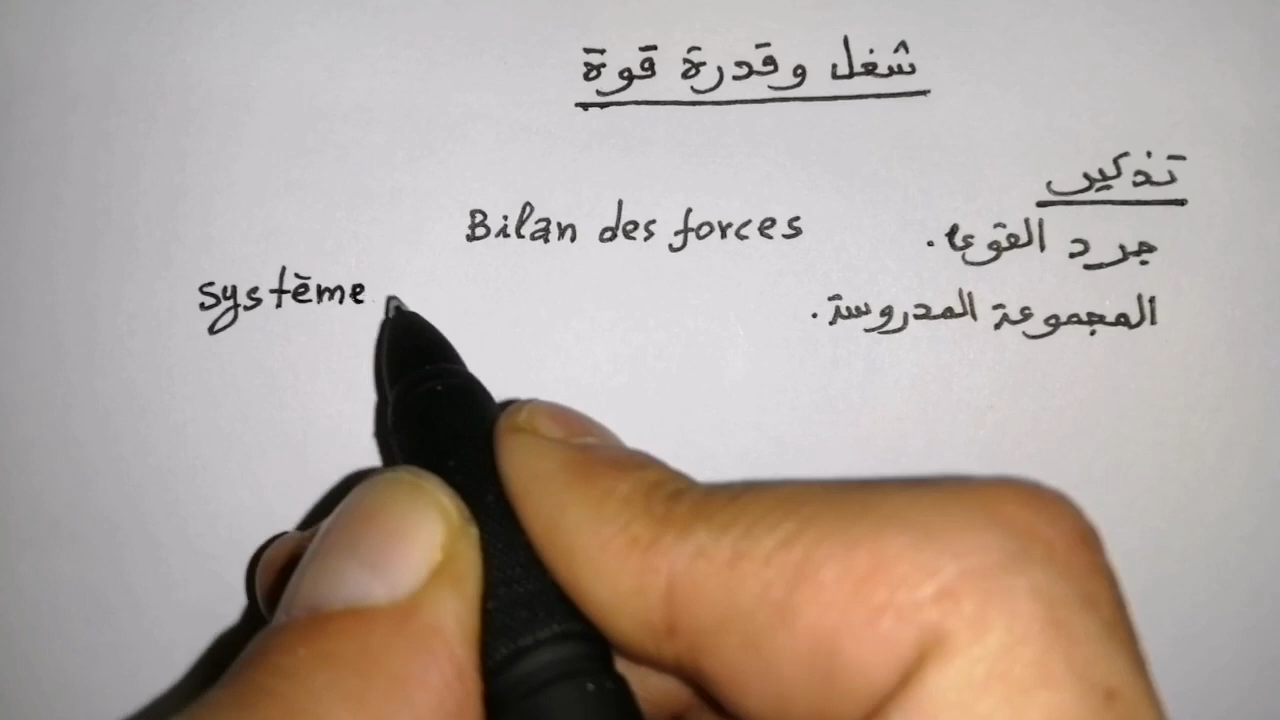 شغل وقدرة قوة
تذكير
جرد القوى. Bilan des forces
المجموعة المدروسة. système